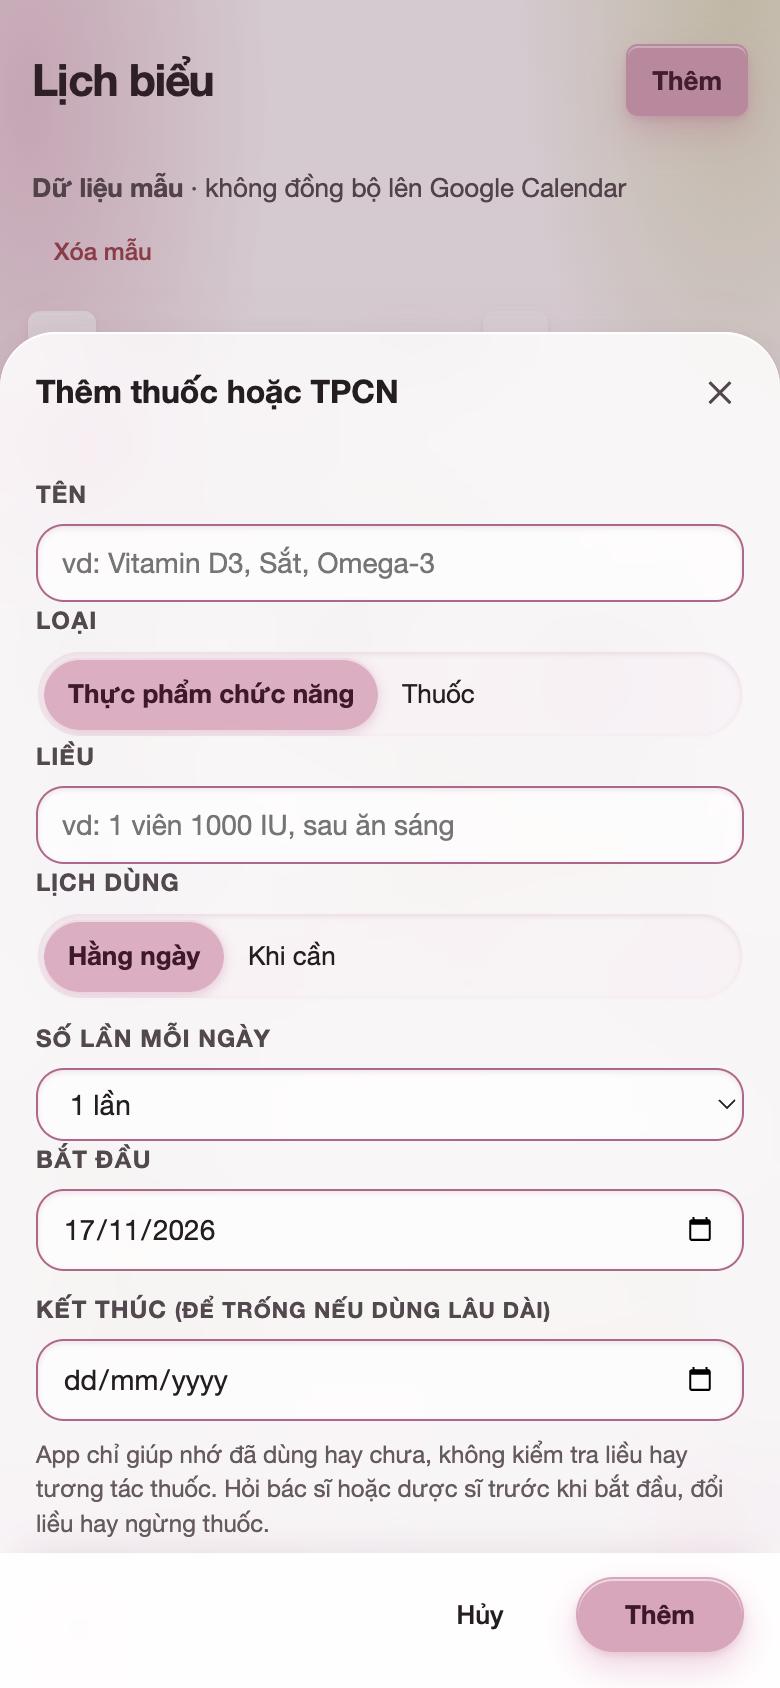 Lịch biểu
Thêm
Dữ liệu mẫu · không đồng bộ lên Google Calendar
Xóa mẫu
Thêm thuốc hoặc TPCN
TÊN
vd: Vitamin D3, Sắt, Omega-3
LOẠI
Thực phẩm chức năng
Thuốc
LIỀU
vd: 1 viên 1000 IU, sau ăn sáng
LỊCH DÙNG
Hằng ngày
Khi cần
SỐ LẦN MỖI NGÀY
1 lần
BẮT ĐẦU
17/11/2026
KẾT THÚC (ĐỂ TRỐNG NẾU DÙNG LÂU DÀI)
dd/mm/yyyy
App chỉ giúp nhớ đã dùng hay chưa, không kiểm tra liều hay
tương tác thuốc. Hỏi bác sĩ hoặc dược sĩ trước khi bắt đầu, đổi
liều hay ngừng thuốc.
Hủy
Thêm